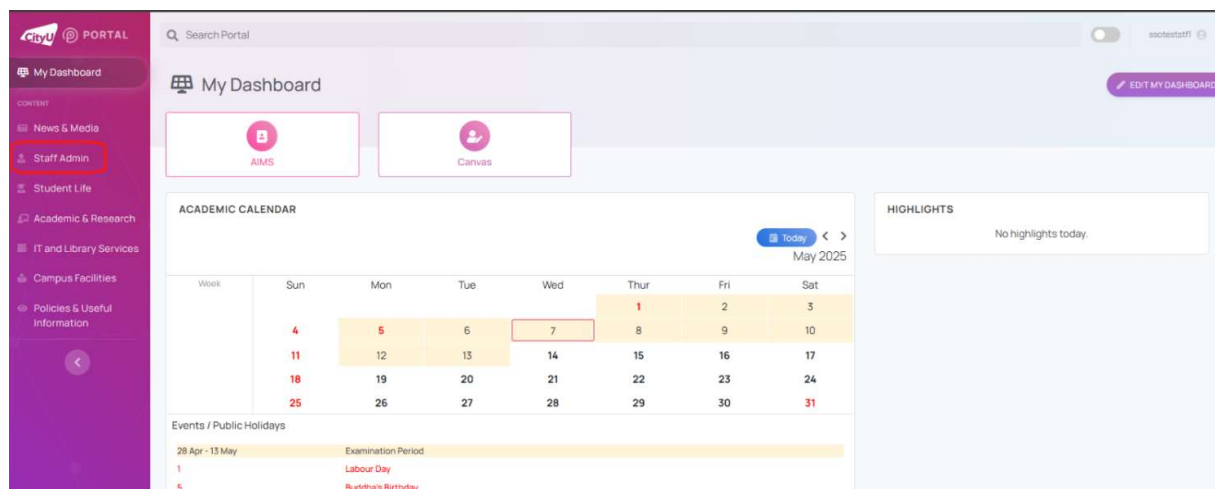 CityU PORTAL
Search Portal
ssoteststf1
My Dashboard
CONTENT
News & Media
Staff Admin
Student Life
Academic & Research
IT and Library Services
Campus Facilities
Policies & Useful
Information
My Dashboard
EDIT MY DASHBOARD
AIMS
Canvas
ACADEMIC CALENDAR
Today
May 2025
Week Sun Mon Tue Wed Thur Fri Sat
1 2 3
4 5 6 7 8 9 10
11 12 13 14 15 16 17
18 19 20 21 22 23 24
25 26 27 28 29 30 31
Events / Public Holidays
28 Apr - 13 May Examination Period
1 Labour Day
5 Buddha's Birthday
HIGHLIGHTS
No highlights today.